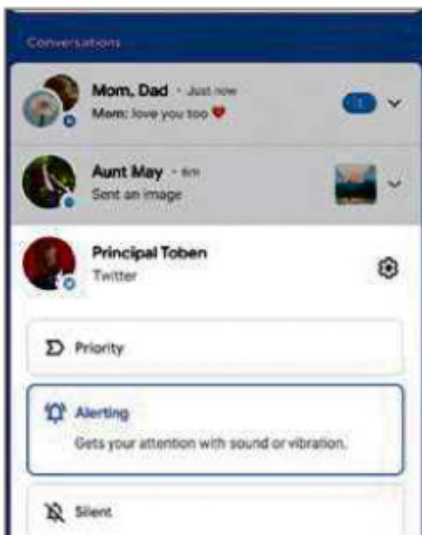 Conversations
Mom, Dad · Just now
Mom: love you too ❤
1
Aunt May · 6m
Sent an image
Principal Toben
Twitter
Priority
Alerting
Gets your attention with sound or vibration.
Silent